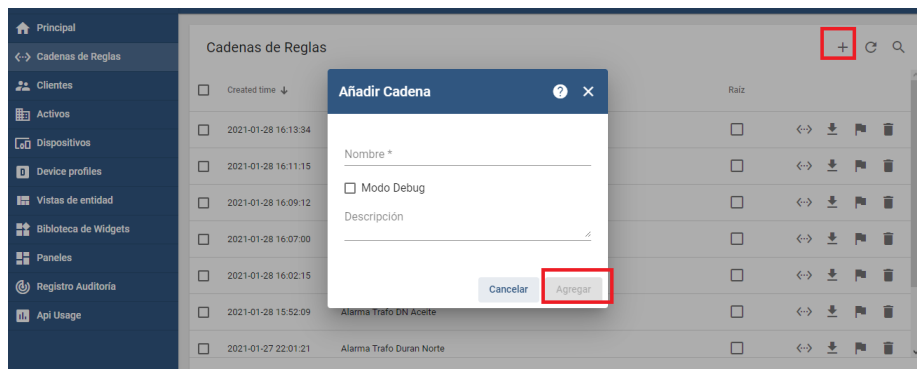 Principal
Cadenas de Reglas
Clientes
Activos
Dispositivos
Device profiles
Vistas de entidad
Biblioteca de Widgets
Paneles
Registro Auditoría
Api Usage
Cadenas de Reglas
Created time
Raíz
2021-01-28 16:13:34
2021-01-28 16:11:15
2021-01-28 16:09:12
2021-01-28 16:07:00
2021-01-28 16:02:15
2021-01-28 15:52:09 Alarma Trafo DN Aceite
2021-01-27 22:01:21 Alarma Trafo Duran Norte
Añadir Cadena
Nombre *
Modo Debug
Descripción
Cancelar Agregar